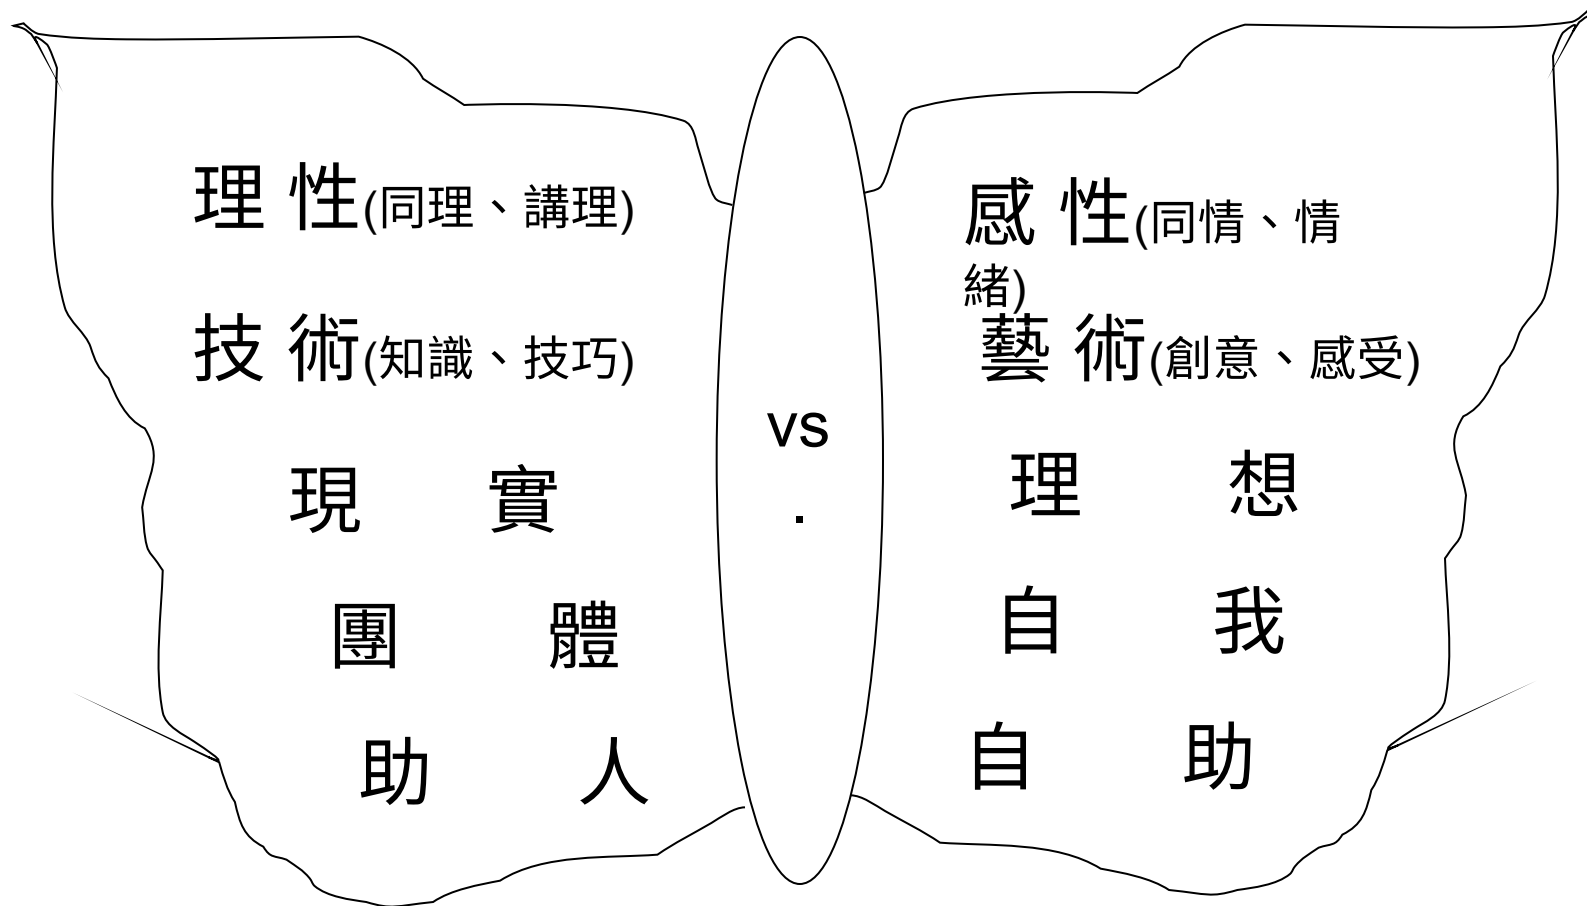 理 性(同理、講理)
技 術(知識、技巧)
現 實
團 體
助 人
vs
.
感 性(同情、情
緒)
藝 術(創意、感受)
理 想
自 我
自 助